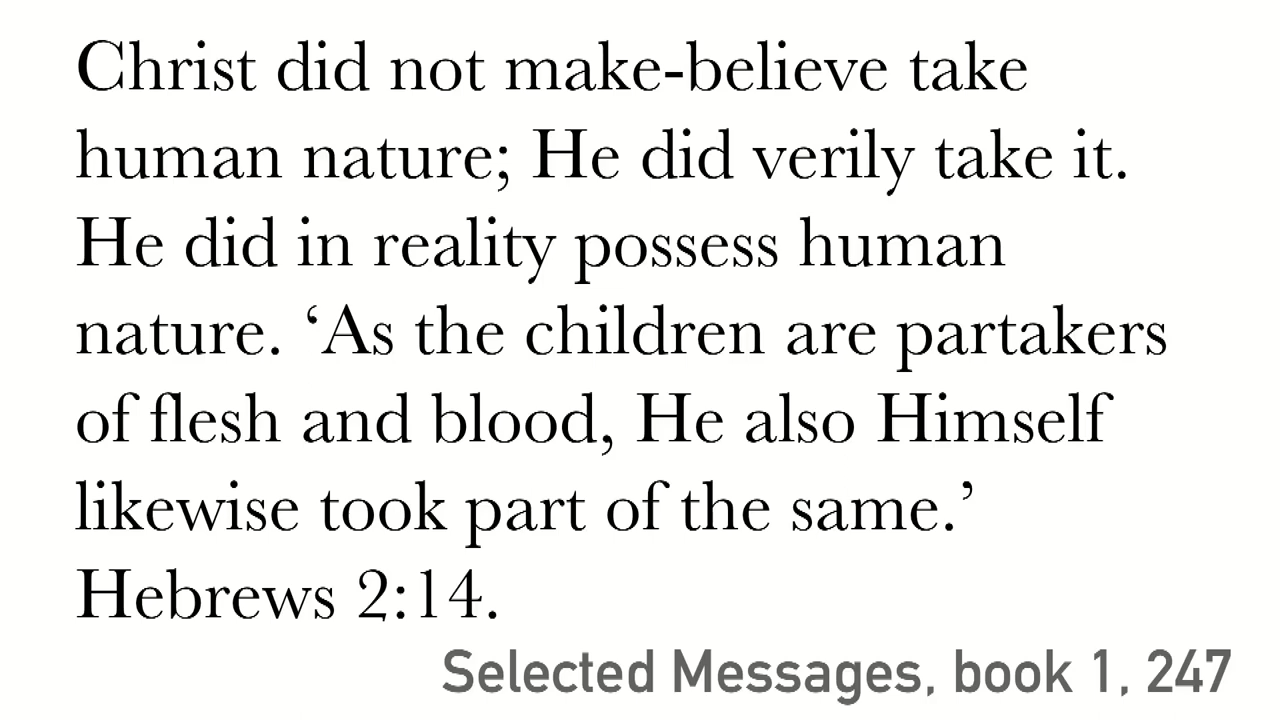 Christ did not make-believe take
human nature; He did verily take it.
He did in reality possess human
nature. ‘As the children are partakers
of flesh and blood, He also Himself
likewise took part of the same.’
Hebrews 2:14.
Selected Messages, book 1, 247